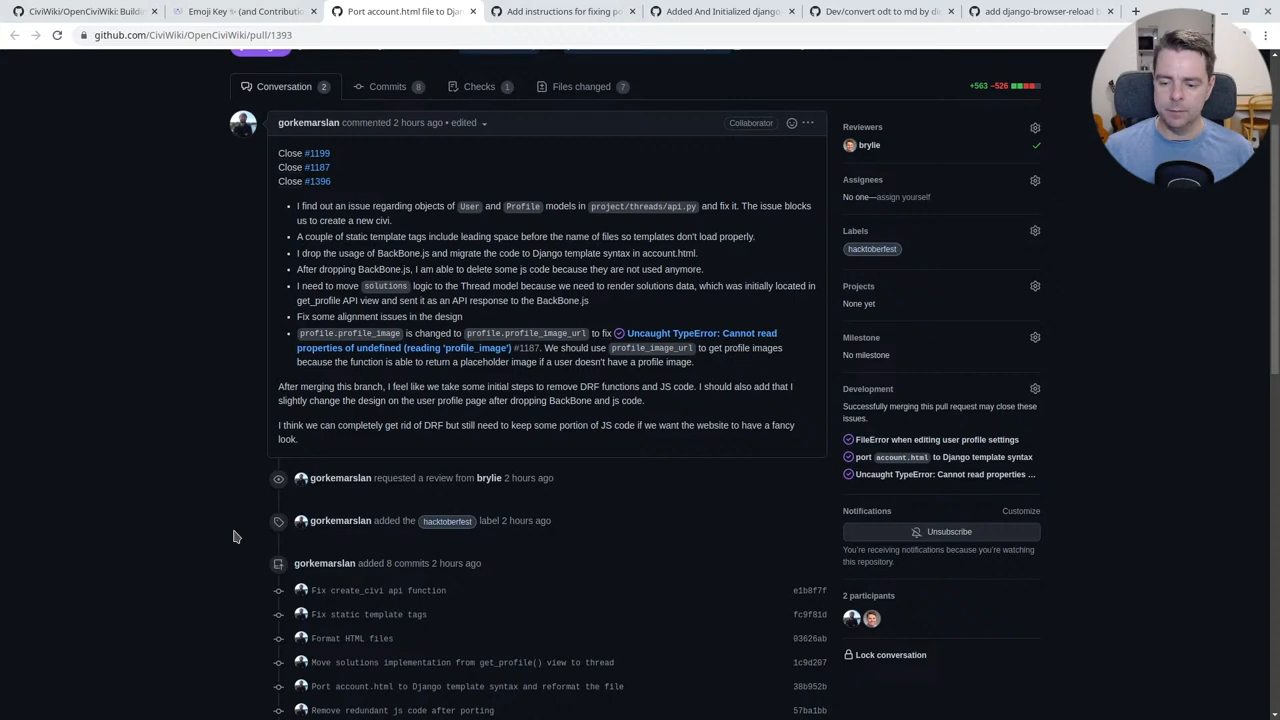 CiviWiki/OpenCiviWiki: Buildi
Emoji Key ✨ (and Contributio
Port account.html file to Djan
Add instructions for fixing po
Added And Initialized django
Dev/convert odt to md by di
add django-browser-reload b
github.com/CiviWiki/OpenCiviWiki/pull/1393
Conversation 2
Commits 8
Checks 1
Files changed 7
+563 −526
gorkemarslan commented 2 hours ago • edited
Collaborator
Close #1199
Close #1187
Close #1396
• I find out an issue regarding objects of User and Profile models in project/threads/api.py and fix it. The issue blocks
us to create a new civi.
• A couple of static template tags include leading space before the name of files so templates don't load properly.
• I drop the usage of BackBone.js and migrate the code to Django template syntax in account.html.
• After dropping BackBone.js, I am able to delete some js code because they are not used anymore.
• I need to move solutions logic to the Thread model because we need to render solutions data, which was initially located in
get_profile API view and sent it as an API response to the BackBone.js
• Fix some alignment issues in the design
• profile.profile_image is changed to profile.profile_image_url to fix Uncaught TypeError: Cannot read
properties of undefined (reading 'profile_image') #1187. We should use profile_image_url to get profile images
because the function is able to return a placeholder image if a user doesn't have a profile image.
After merging this branch, I feel like we take some initial steps to remove DRF functions and JS code. I should also add that I
slightly change the design on the user profile page after dropping BackBone and js code.
I think we can completely get rid of DRF but still need to keep some portion of JS code if we want the website to have a fancy
look.
gorkemarslan requested a review from brylie 2 hours ago
gorkemarslan added the hacktoberfest label 2 hours ago
gorkemarslan added 8 commits 2 hours ago
Fix create_civi api function e1b8f7f
Fix static template tags fc9f81d
Format HTML files 03626ab
Move solutions implementation from get_profile() view to thread 1c9d207
Port account.html to Django template syntax and reformat the file 38b952b
Remove redundant js code after porting 57ba1bb
Reviewers
brylie
Assignees
No one—assign yourself
Labels
hacktoberfest
Projects
None yet
Milestone
No milestone
Development
Successfully merging this pull request may close these
issues.
FileError when editing user profile settings
port account.html to Django template syntax
Uncaught TypeError: Cannot read properties ...
Notifications
Customize
Unsubscribe
You're receiving notifications because you're watching
this repository.
2 participants
Lock conversation